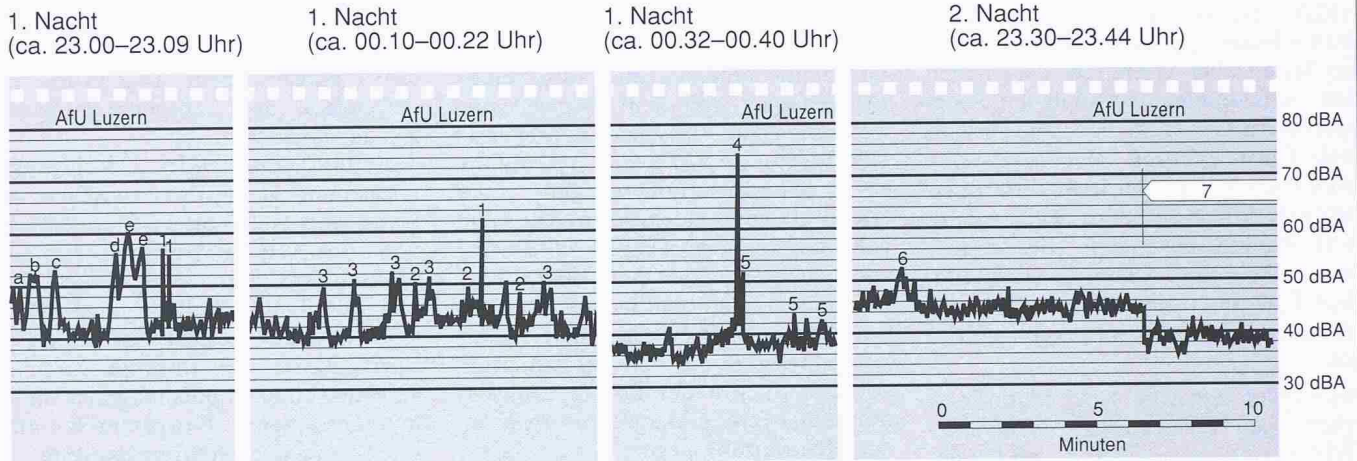 1. Nacht
(ca. 23.00–23.09 Uhr)
1. Nacht
(ca. 00.10–00.22 Uhr)
1. Nacht
(ca. 00.32–00.40 Uhr)
2. Nacht
(ca. 23.30–23.44 Uhr)
AfU Luzern
a b c d e e 1 1
AfU Luzern
3 3 3 2 3 2 1 2 3
AfU Luzern
4
5
5 5
AfU Luzern
6
7
80 dBA
70 dBA
60 dBA
50 dBA
40 dBA
30 dBA
0 5 10
Minuten